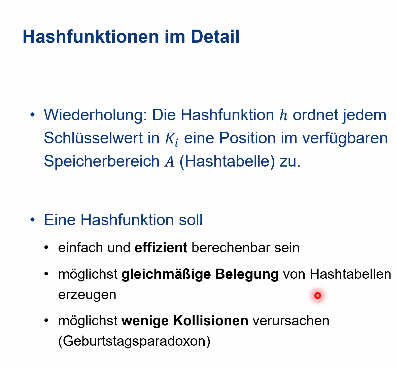 Hashfunktionen im Detail
• Wiederholung: Die Hashfunktion h ordnet jedem
Schlüsselwert in Kᵢ eine Position im verfügbaren
Speicherbereich A (Hashtabelle) zu.
• Eine Hashfunktion soll
• einfach und effizient berechenbar sein
• möglichst gleichmäßige Belegung von Hashtabellen
erzeugen
• möglichst wenige Kollisionen verursachen
(Geburtstagsparadoxon)